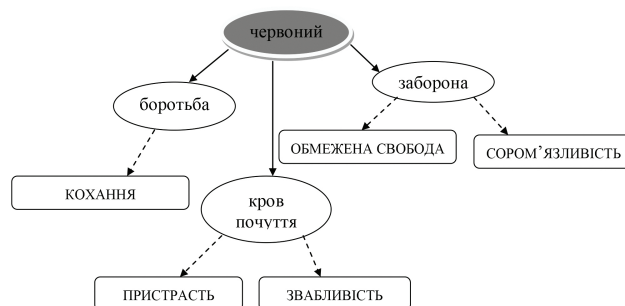 червоний
боротьба
заборона
ОБМЕЖЕНА СВОБОДА
СОРОМ’ЯЗЛИВІСТЬ
КОХАННЯ
кров
почуття
ПРИСТРАСТЬ
ЗВАБЛИВІСТЬ